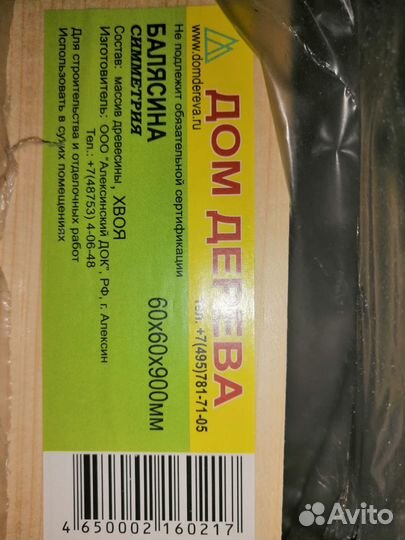 ДОМ ДЕРЕВА
www.domdereva.ru
тел. +7(495)781-71-05
Не подлежит обязательной сертификации
БАЛЯСИНА 60х60х900мм
СИММЕТРИЯ
Состав: массив древесины, ХВОЯ
Изготовитель: ООО "Алексинский ДОК", РФ, г. Алексин
Тел.: +7(48753) 4-06-48
Для строительства и отделочных работ
Использовать в сухих помещениях
4 650002 160217
Avito